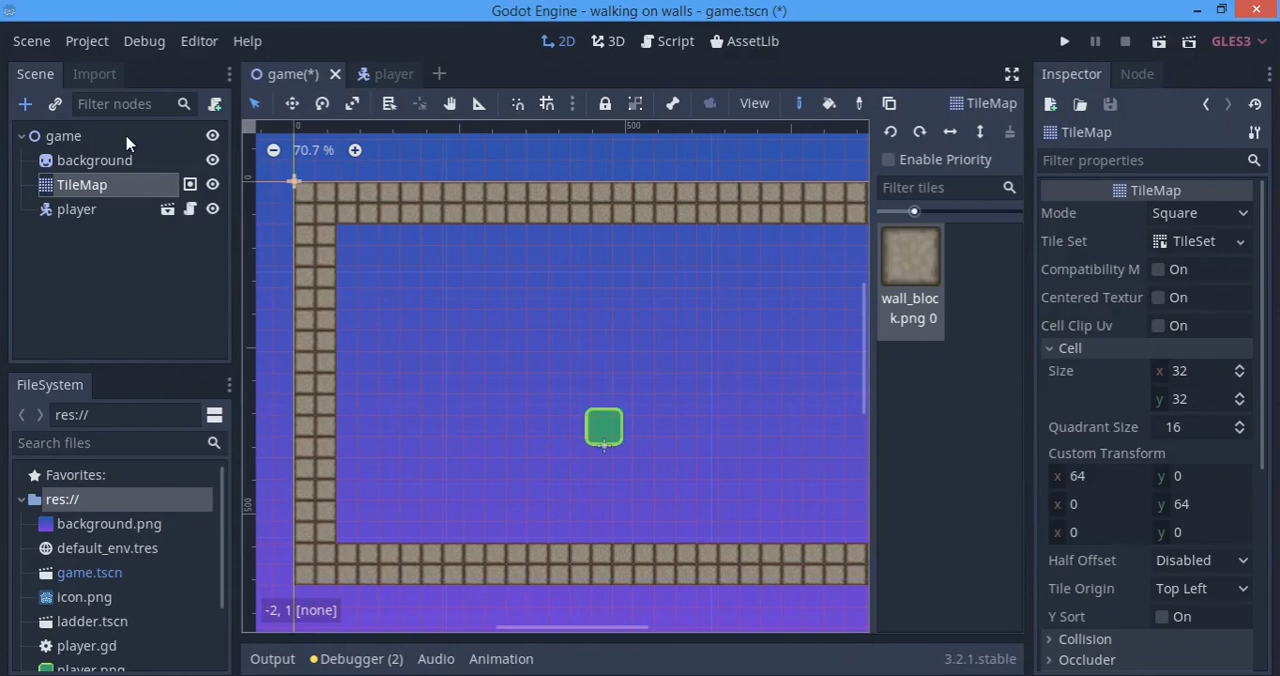 Godot Engine - walking on walls - game.tscn (*)
Scene Project Debug Editor Help
2D 3D Script AssetLib
GLES3
Scene Import
game(*) player
Inspector Node
Filter nodes
View
TileMap
TileMap
game
background
TileMap
player
0 500
70.7 %
0
500
Enable Priority
Filter tiles
wall_bloc
k.png 0
-2, 1 [none]
Filter properties
TileMap
Mode Square
Tile Set TileSet
Compatibility M On
Centered Textur On
Cell Clip Uv On
Cell
Size x 32
y 32
Quadrant Size 16
Custom Transform
x 64 y 0
x 0 y 64
x 0 y 0
Half Offset Disabled
Tile Origin Top Left
Y Sort On
Collision
Occluder
FileSystem
res://
Search files
Favorites:
res://
background.png
default_env.tres
game.tscn
icon.png
ladder.tscn
player.gd
player.png
Output Debugger (2) Audio Animation 3.2.1.stable